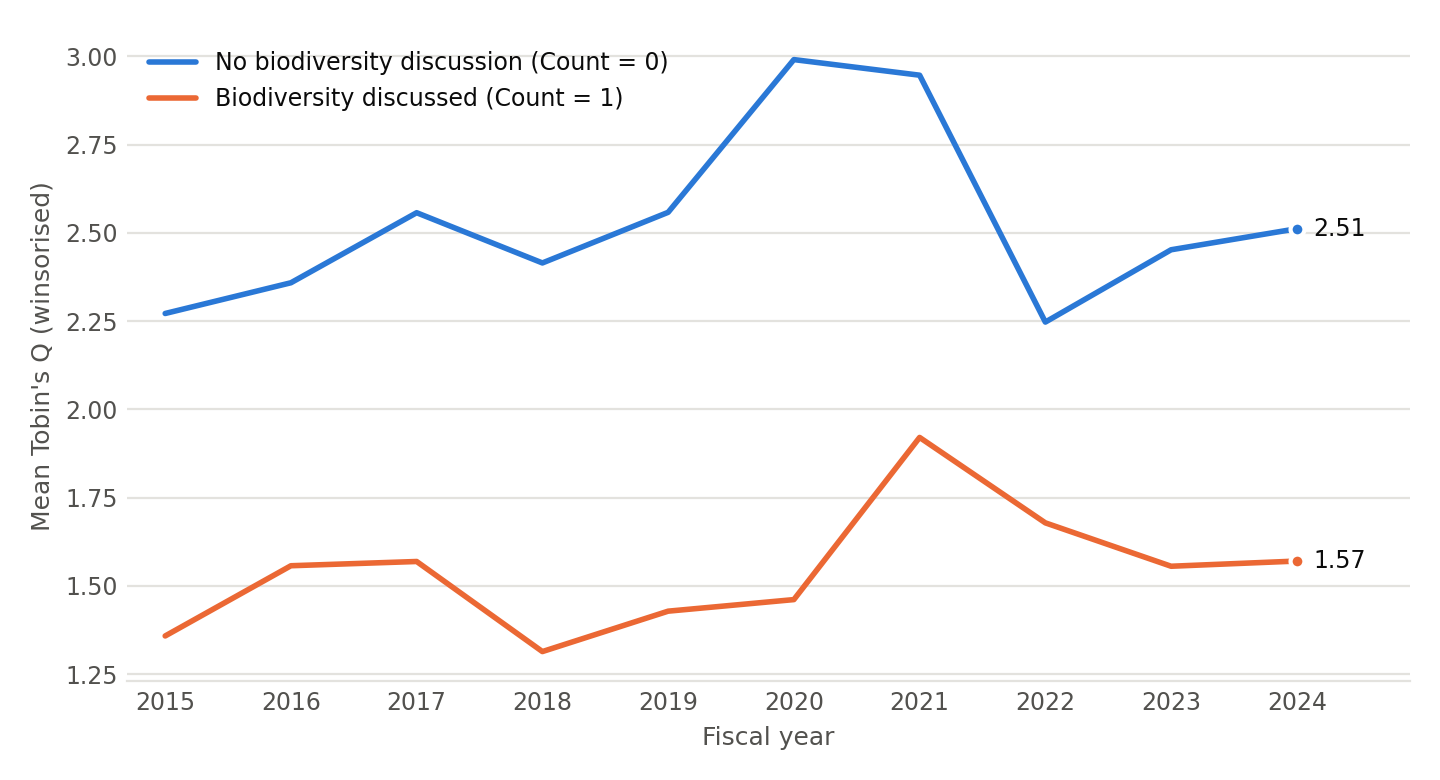 No biodiversity discussion (Count = 0)
Biodiversity discussed (Count = 1)
Mean Tobin's Q (winsorised)
3.00
2.75
2.50
2.25
2.00
1.75
1.50
1.25
2.51
1.57
2015 2016 2017 2018 2019 2020 2021 2022 2023 2024
Fiscal year